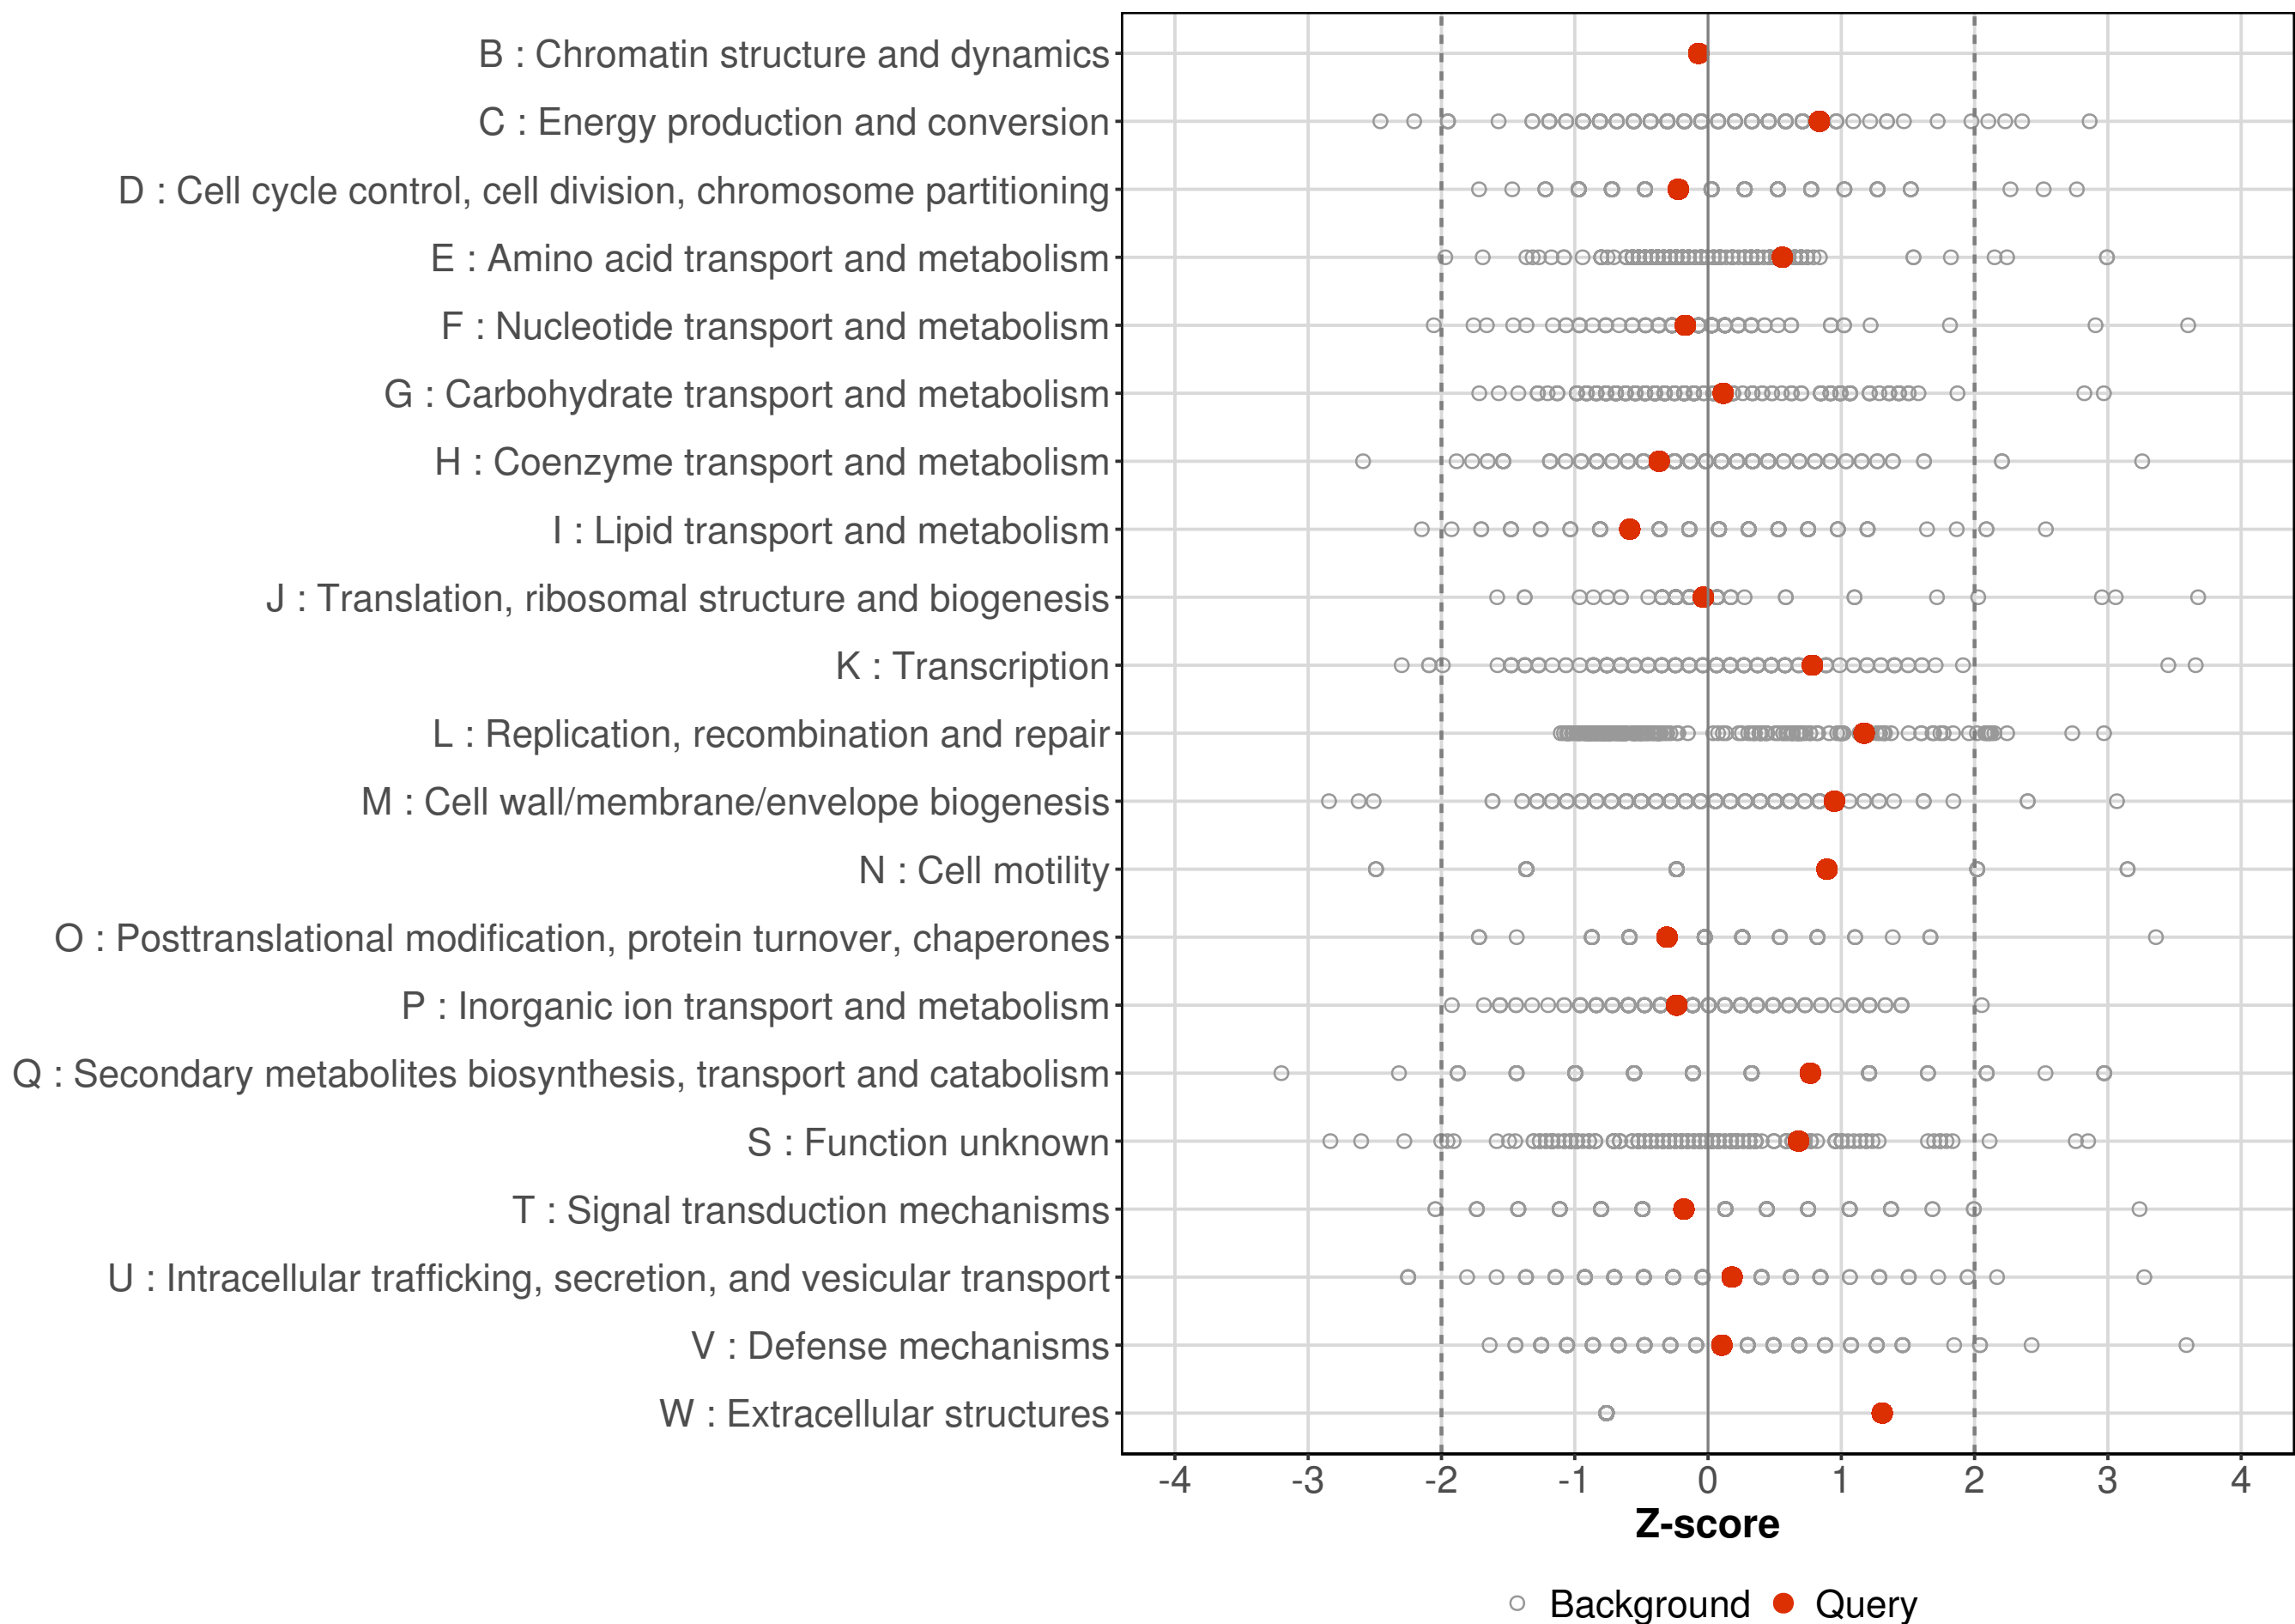 B : Chromatin structure and dynamics
C : Energy production and conversion
D : Cell cycle control, cell division, chromosome partitioning
E : Amino acid transport and metabolism
F : Nucleotide transport and metabolism
G : Carbohydrate transport and metabolism
H : Coenzyme transport and metabolism
I : Lipid transport and metabolism
J : Translation, ribosomal structure and biogenesis
K : Transcription
L : Replication, recombination and repair
M : Cell wall/membrane/envelope biogenesis
N : Cell motility
O : Posttranslational modification, protein turnover, chaperones
P : Inorganic ion transport and metabolism
Q : Secondary metabolites biosynthesis, transport and catabolism
S : Function unknown
T : Signal transduction mechanisms
U : Intracellular trafficking, secretion, and vesicular transport
V : Defense mechanisms
W : Extracellular structures
-4 -3 -2 -1 0 1 2 3 4
Z-score
Background Query